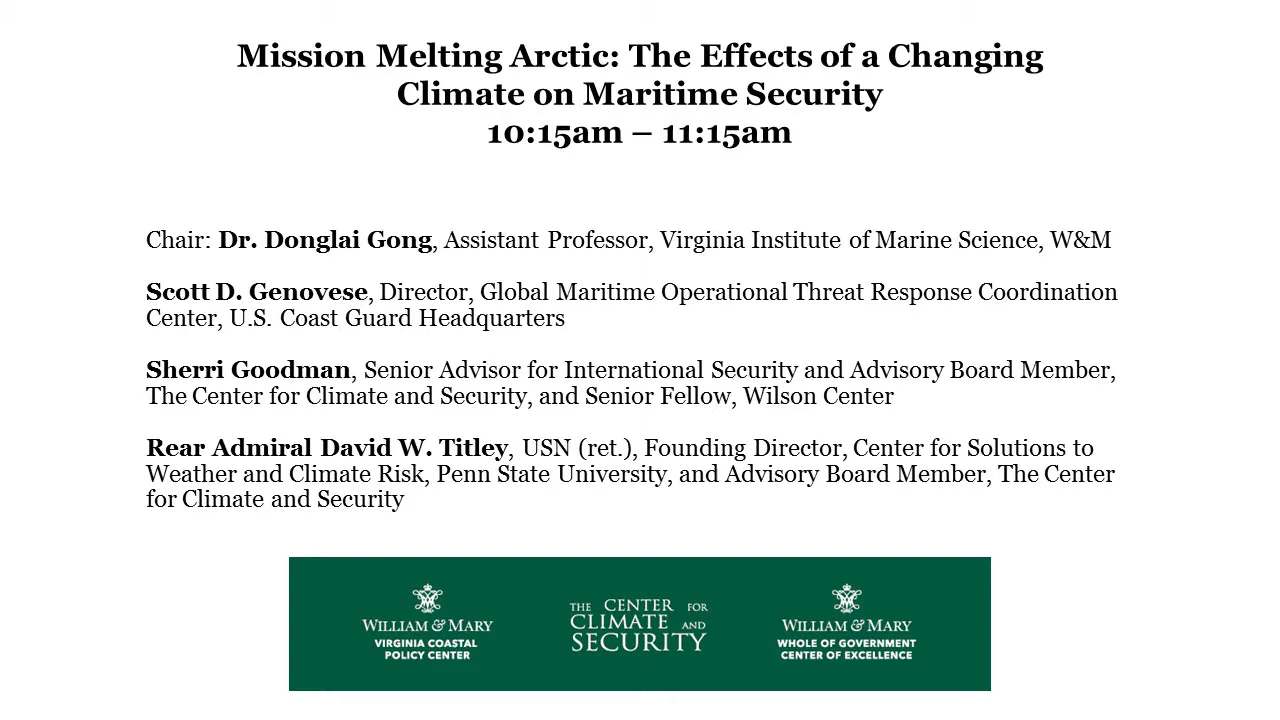 Mission Melting Arctic: The Effects of a Changing
Climate on Maritime Security
10:15am – 11:15am
Chair: Dr. Donglai Gong, Assistant Professor, Virginia Institute of Marine Science, W&M
Scott D. Genovese, Director, Global Maritime Operational Threat Response Coordination
Center, U.S. Coast Guard Headquarters
Sherri Goodman, Senior Advisor for International Security and Advisory Board Member,
The Center for Climate and Security, and Senior Fellow, Wilson Center
Rear Admiral David W. Titley, USN (ret.), Founding Director, Center for Solutions to
Weather and Climate Risk, Penn State University, and Advisory Board Member, The Center
for Climate and Security
WILLIAM & MARY
VIRGINIA COASTAL
POLICY CENTER
THE CENTER FOR
CLIMATE AND
SECURITY
WILLIAM & MARY
WHOLE OF GOVERNMENT
CENTER OF EXCELLENCE